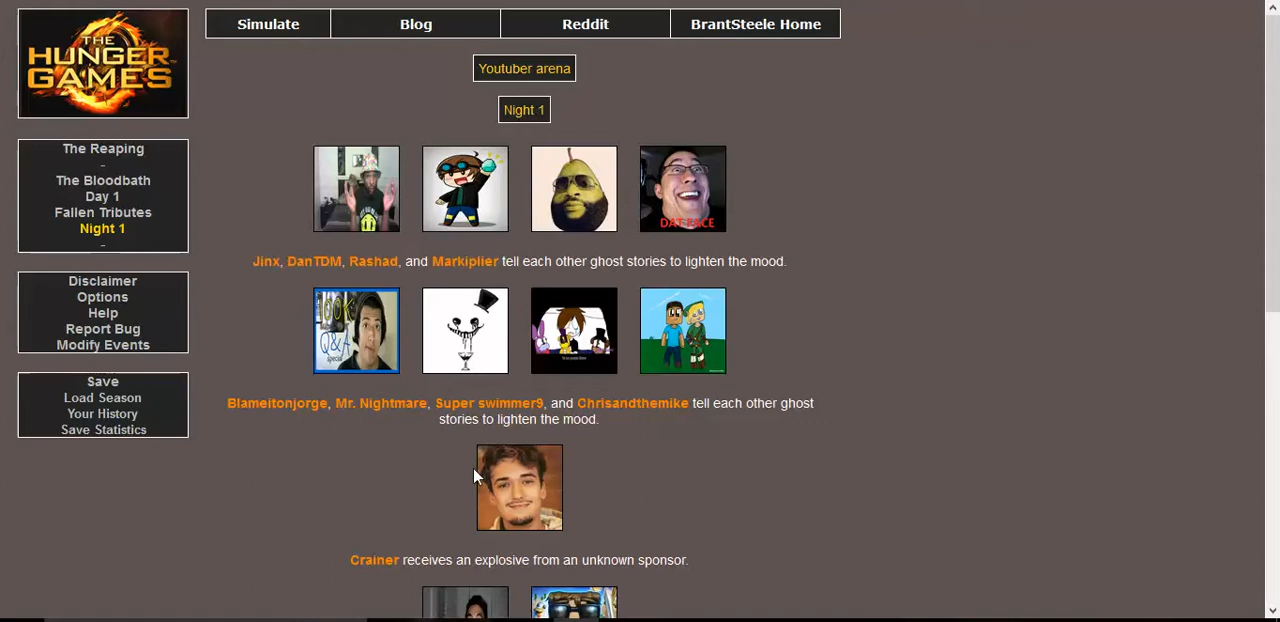 THE
HUNGER
GAMES
Simulate
Blog
Reddit
BrantSteele Home
The Reaping
-
The Bloodbath
Day 1
Fallen Tributes
Night 1
-
Disclaimer
Options
Help
Report Bug
Modify Events
Save
Load Season
Your History
Save Statistics
Youtuber arena
Night 1
DAT FACE
Jinx, DanTDM, Rashad, and Markiplier tell each other ghost stories to lighten the mood.
100K
Q&A
special
Blameitonjorge, Mr. Nightmare, Super swimmer9, and Chrisandthemike tell each other ghost
stories to lighten the mood.
Crainer receives an explosive from an unknown sponsor.